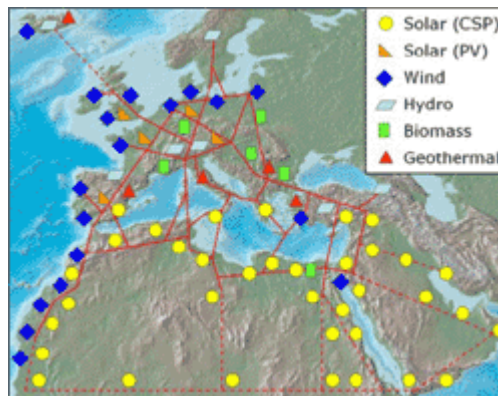 Solar (CSP)
Solar (PV)
Wind
Hydro
Biomass
Geothermal